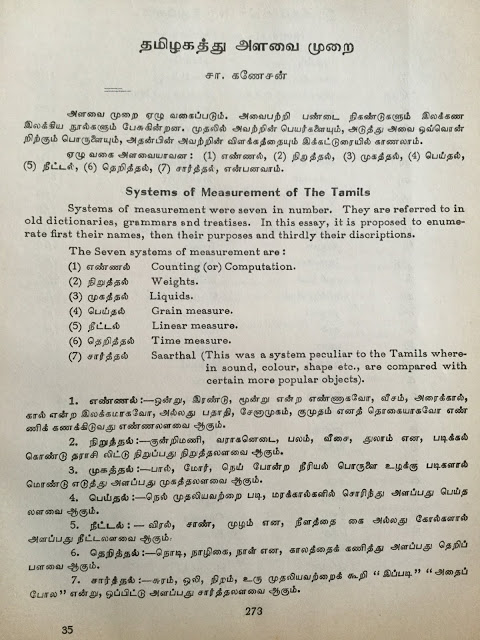 தமிழகத்து அளவை முறை
சா. கணேசன்
அளவை முறை ஏழு வகைப்படும். அவைபற்றி பண்டை நிகண்டுகளும் இலக்கண
இலக்கிய நூல்களும் பேசுகின்றன. முதலில் அவற்றின் பெயர்களையும், அடுத்து அவை ஒவ்வொன்
றிற்கும் பொருளையும், அதன்பின் அவற்றின் விளக்கத்தையும் இக்கட்டுரையில் காணலாம்.
ஏழு வகை அளவையாவன : (1) எண்ணல், (2) நிறுத்தல், (3) முகத்தல், (4) பெய்தல்,
(5) நீட்டல், (6) தெறித்தல், (7) சார்த்தல், என்பனவாம்.
Systems of Measurement of The Tamils
Systems of measurement were seven in number. They are referred to in
old dictionaries, grammars and treatises. In this essay, it is proposed to enume-
rate first their names, then their purposes and thirdly their discriptions.
The Seven systems of measurement are :
(1) எண்ணல் Counting (or) Computation.
(2) நிறுத்தல் Weights.
(3) முகத்தல் Liquids.
(4) பெய்தல் Grain measure.
(5) நீட்டல் Linear measure.
(6) தெறித்தல் Time measure.
(7) சார்த்தல் Saarthal (This was a system peculiar to the Tamils where-
in sound, colour, shape etc., are compared with
certain more popular objects).
1. எண்ணல் :—ஒன்று, இரண்டு, மூன்று என்ற எண்ணாகவோ, வீசம், அரைக்கால்,
கால் என்ற இலக்கமாகவோ, அல்லது பதாதி, சேனாமுகம், குமுதம் எனத் தொகையாகவோ எண்
ணிக் கணக்கிடுவது எண்ணலளவை ஆகும்.
2. நிறுத்தல் :—குன்றிமணி, வராகனெடை, பலம், வீசை, துலாம் என, படிக்கல்
கொண்டு தராசி லிட்டு நிறுப்பது நிறுத்தலளவை ஆகும்.
3. முகத்தல் :—பால், மோர், நெய் போன்ற நீரியல் பொருளை உழக்கு படிகளால்
மொண்டு எடுத்து அளப்பது முகத்தலளவை ஆகும்.
4. பெய்தல் :—நெல் முதலியவற்றை படி, மரக்கால்களில் சொரிந்து அளப்பது பெய்த
லளவை ஆகும்.
5. நீட்டல் :— விரல், சாண், முழம் என, நீளத்தை கை அல்லது கோல்களால்
அளப்பது நீட்டலளவை ஆகும்.
6. தெறித்தல் :—நொடி, நாழிகை, நாள் என, காலத்தைக் கணித்து அளப்பது தெறிப்
பளவை ஆகும்.
7. சார்த்தல் :—சுரம், ஒலி, நிறம், உரு முதலியவற்றைக் கூறி “இப்படி” “அதைப்
போல” என்று, ஒப்பிட்டு அளப்பது சார்த்தலளவை ஆகும்.
273
35